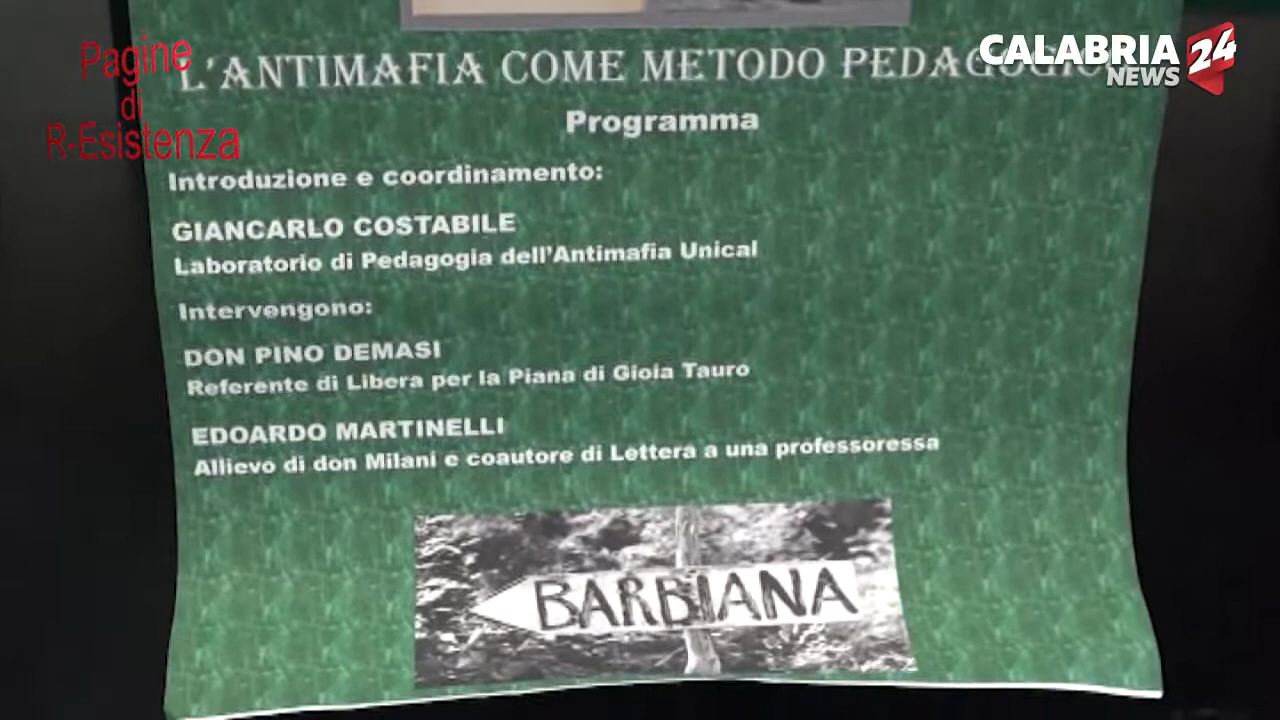 Pagine
di
R-Esistenza
CALABRIA
NEWS 24
L'ANTIMAFIA COME METODO PEDAGOGICO
Programma
Introduzione e coordinamento:
GIANCARLO COSTABILE
Laboratorio di Pedagogia dell'Antimafia Unical
Intervengono:
DON PINO DEMASI
Referente di Libera per la Piana di Gioia Tauro
EDOARDO MARTINELLI
Allievo di don Milani e coautore di Lettera a una professoressa
BARBIANA